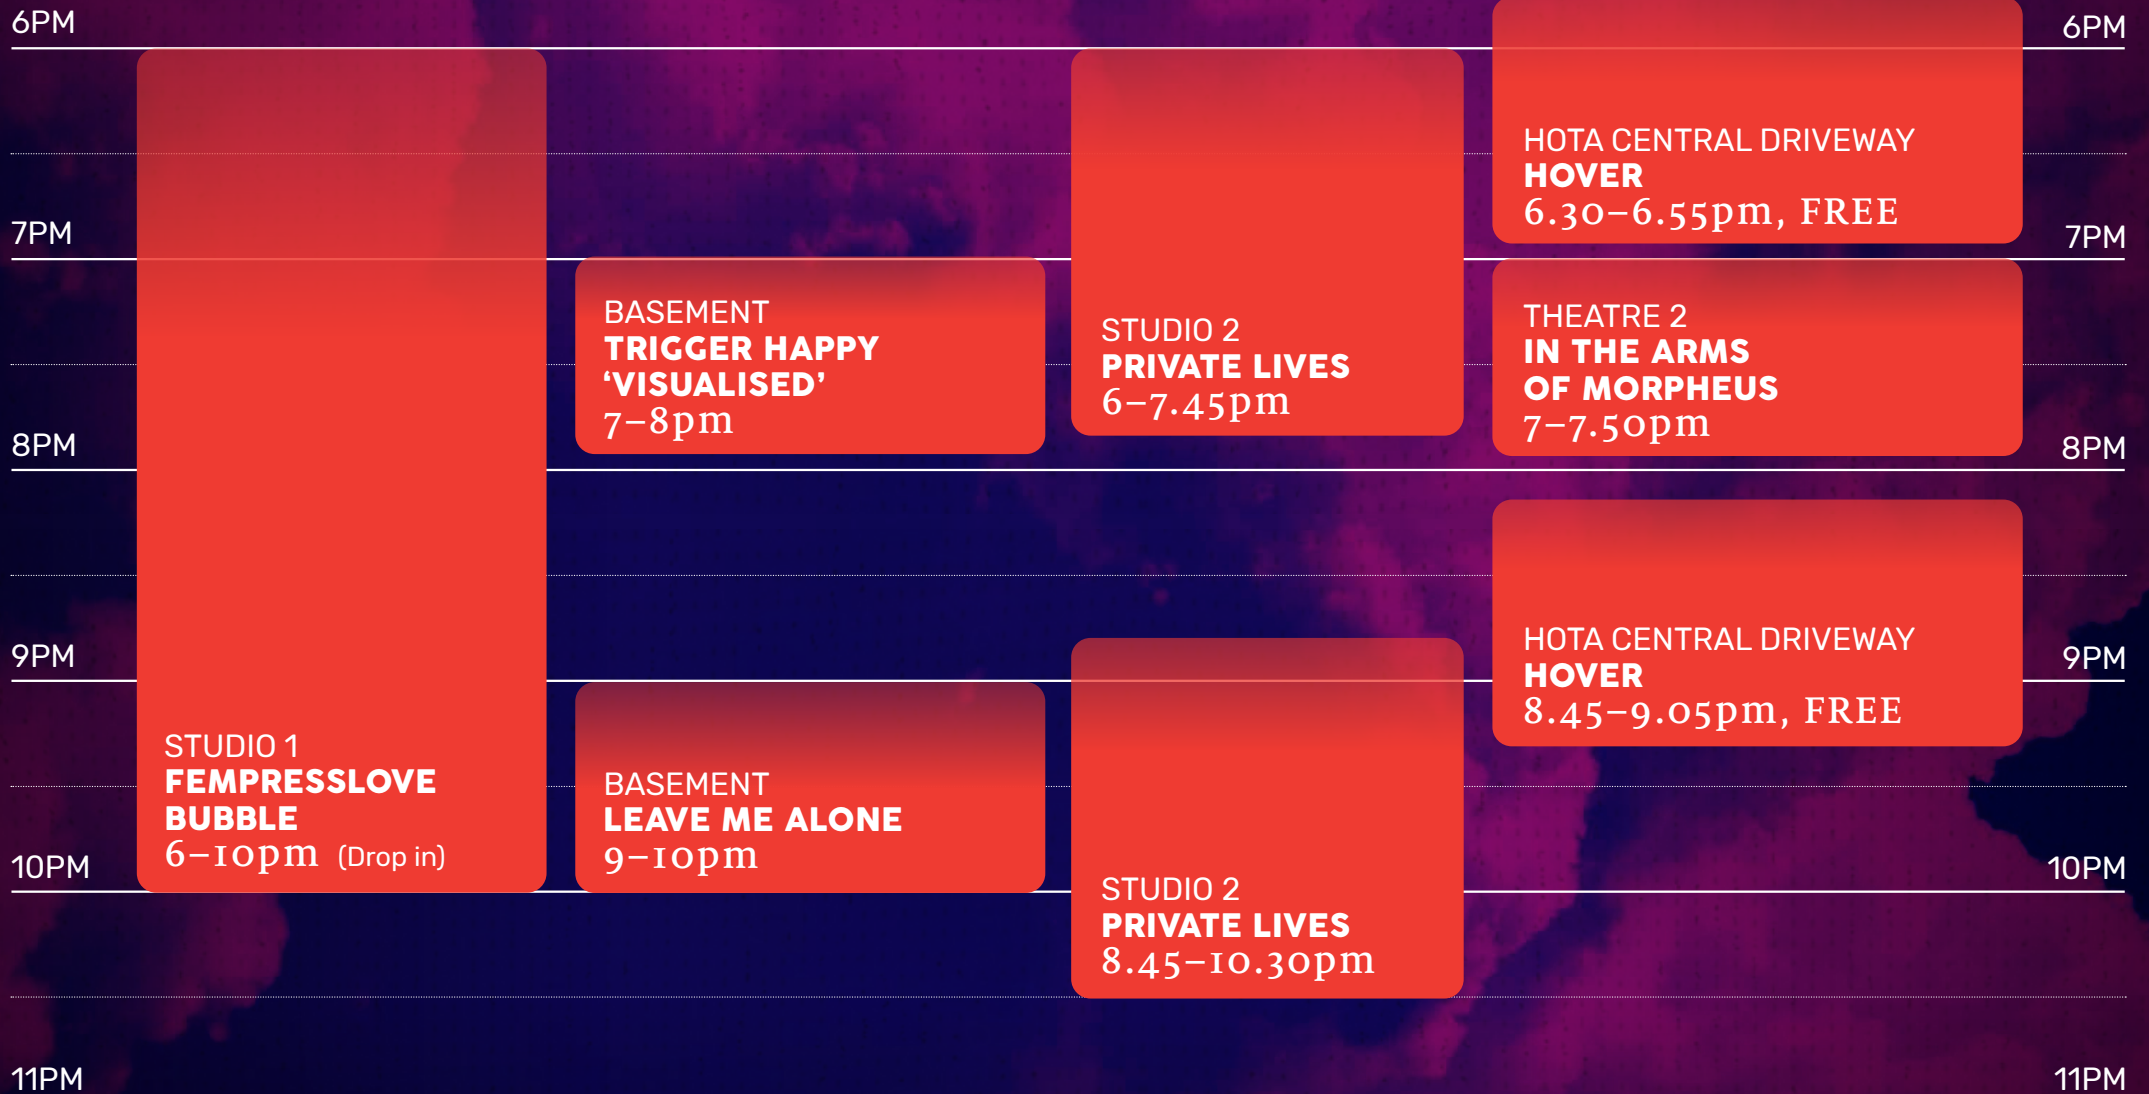 6PM
6PM
HOTA CENTRAL DRIVEWAY
HOVER
6.30–6.55pm, FREE
7PM
7PM
BASEMENT
TRIGGER HAPPY
‘VISUALISED’
7–8pm
STUDIO 2
PRIVATE LIVES
6–7.45pm
THEATRE 2
IN THE ARMS
OF MORPHEUS
7–7.50pm
8PM
8PM
HOTA CENTRAL DRIVEWAY
HOVER
8.45–9.05pm, FREE
9PM
9PM
STUDIO 1
FEMPRESSLOVE
BUBBLE
6–10pm (Drop in)
BASEMENT
LEAVE ME ALONE
9–10pm
10PM
10PM
STUDIO 2
PRIVATE LIVES
8.45–10.30pm
11PM
11PM